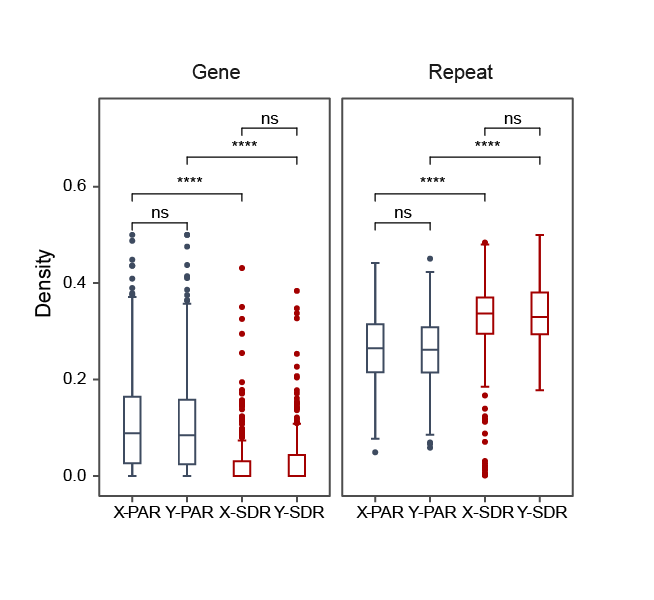 Gene Repeat
ns ns
**** ****
**** ****
ns ns
Density
0.6
0.4
0.2
0.0
X-PAR Y-PAR X-SDR Y-SDR X-PAR Y-PAR X-SDR Y-SDR